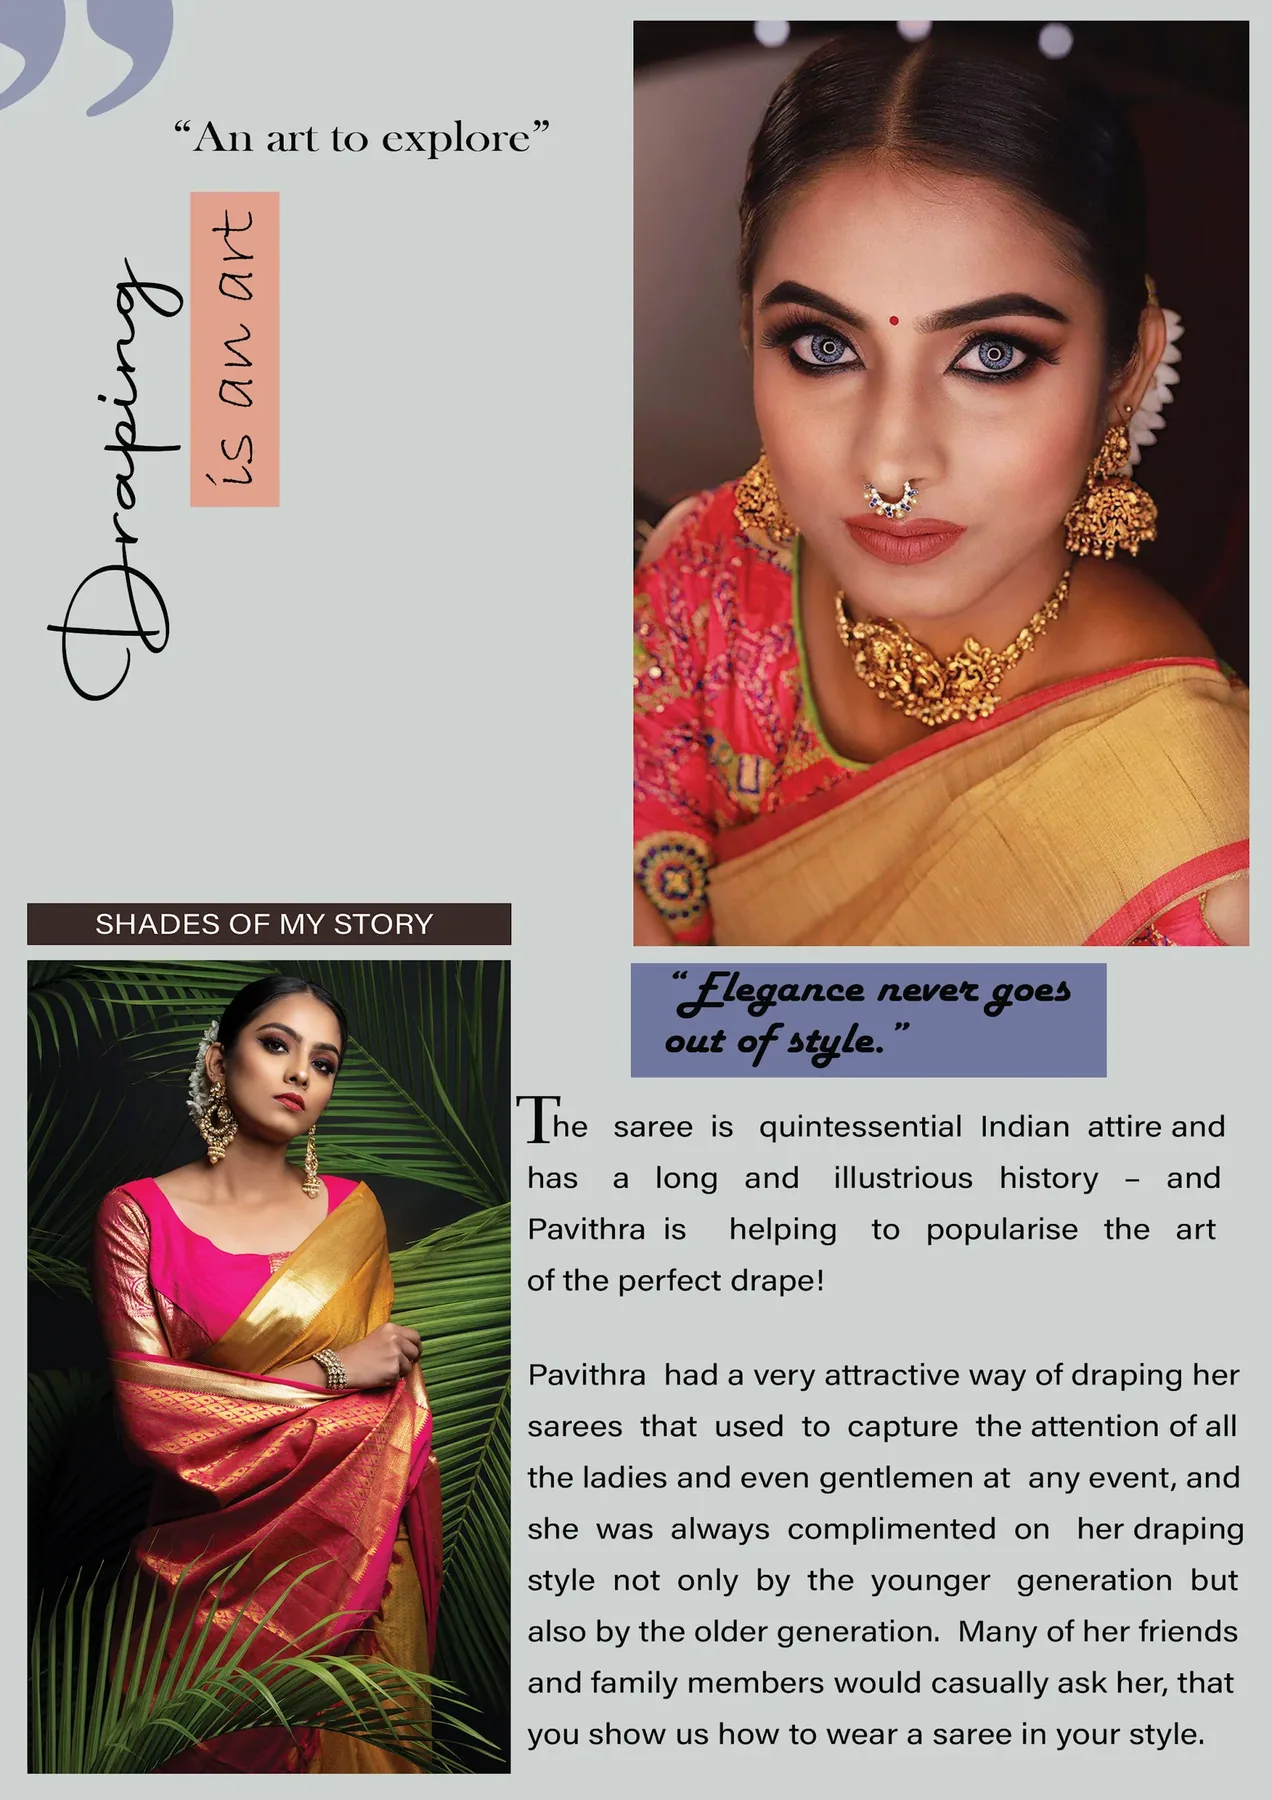 “An art to explore”
Draping
is an art
SHADES OF MY STORY
“Elegance never goes
out of style.”
The saree is quintessential Indian attire and
has a long and illustrious history – and
Pavithra is helping to popularise the art
of the perfect drape!
Pavithra had a very attractive way of draping her
sarees that used to capture the attention of all
the ladies and even gentlemen at any event, and
she was always complimented on her draping
style not only by the younger generation but
also by the older generation. Many of her friends
and family members would casually ask her, that
you show us how to wear a saree in your style.